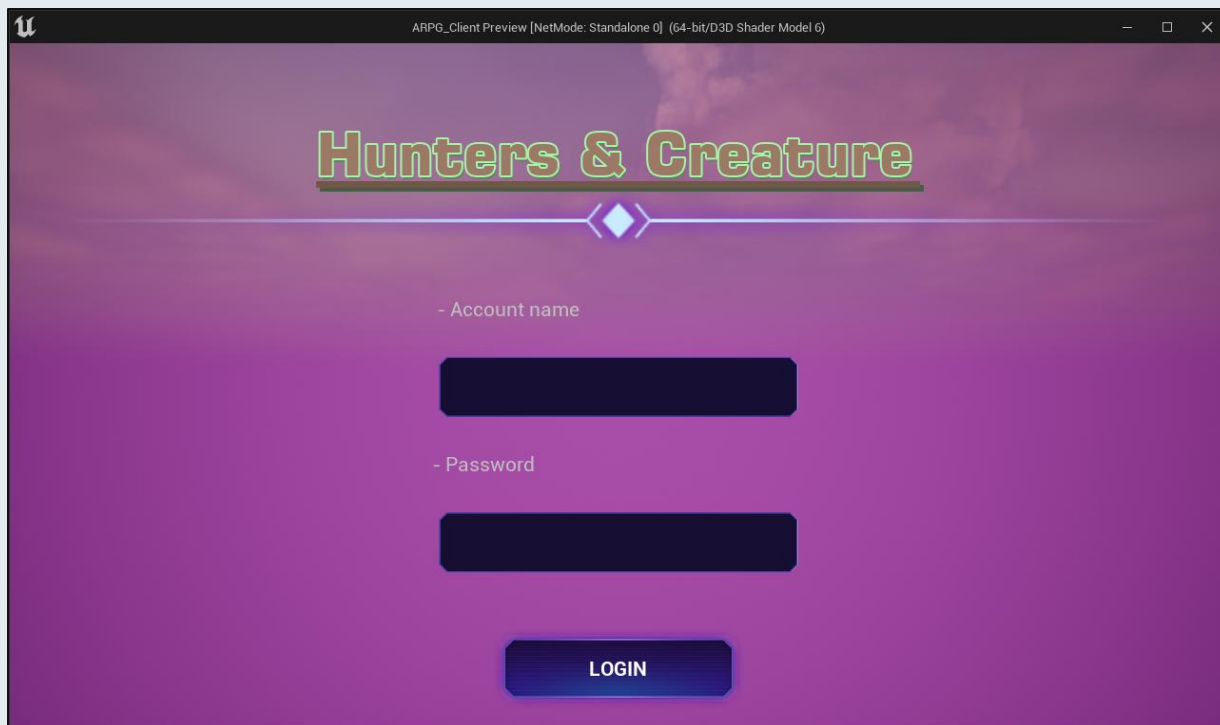 ARPG_Client Preview [NetMode: Standalone 0] (64-bit/D3D Shader Model 6)
Hunters & Creature
- Account name
- Password
LOGIN